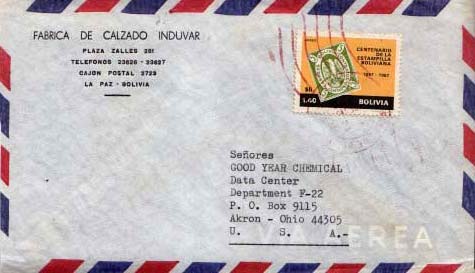 FABRICA DE CALZADO INDUVAR
PLAZA ZALLES 281
TELEFONOS 23626 - 23627
CAJON POSTAL 3723
LA PAZ - BOLIVIA
CENTENARIO
DE LA
ESTAMPILLA
BOLIVIANA
1867 - 1967
$b.
1.60
BOLIVIA
Señores
GOOD YEAR CHEMICAL
Data Center
Department F-22
P. O. Box 9115
Akron - Ohio 44305
U. S. A.-
VIA AEREA